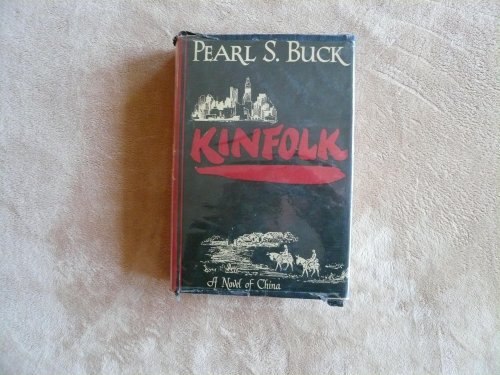 PEARL S. BUCK
KINFOLK
A Novel of China